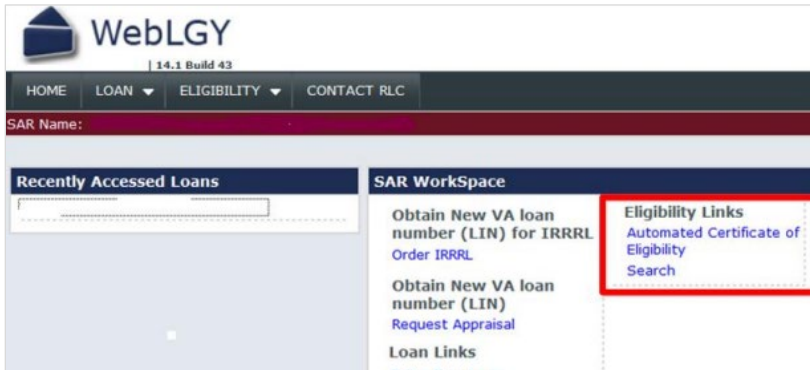 WebLGY
| 14.1 Build 43
HOME LOAN ELIGIBILITY CONTACT RLC
SAR Name:
Recently Accessed Loans
SAR WorkSpace
Obtain New VA loan
number (LIN) for IRRRL
Order IRRRL
Obtain New VA loan
number (LIN)
Request Appraisal
Loan Links
Eligibility Links
Automated Certificate of
Eligibility
Search